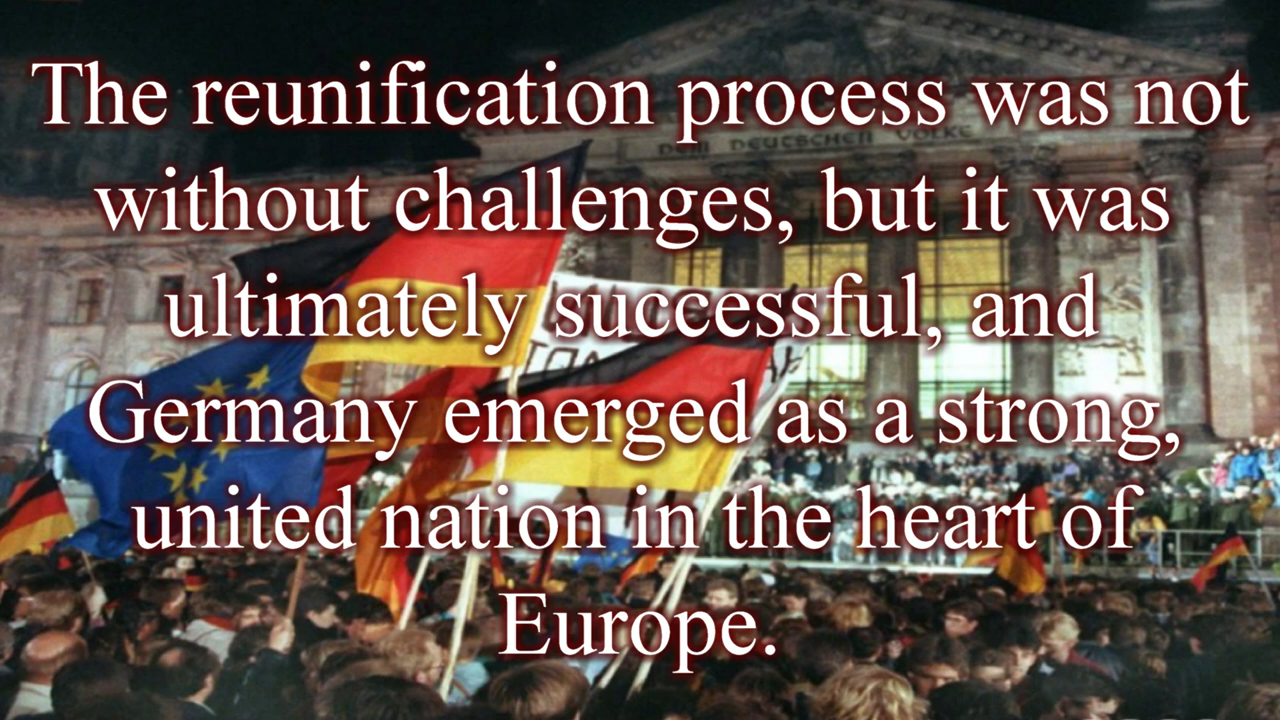 The reunification process was not
without challenges, but it was
ultimately successful, and
Germany emerged as a strong,
united nation in the heart of
Europe.
DEM DEUTSCHEN VOLKE